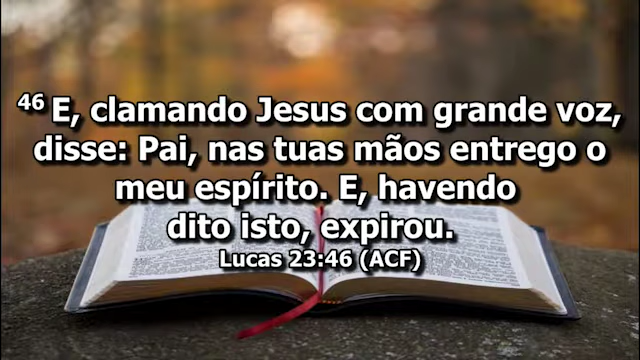 46 E, clamando Jesus com grande voz,
disse: Pai, nas tuas mãos entrego o
meu espírito. E, havendo
dito isto, expirou.
Lucas 23:46 (ACF)